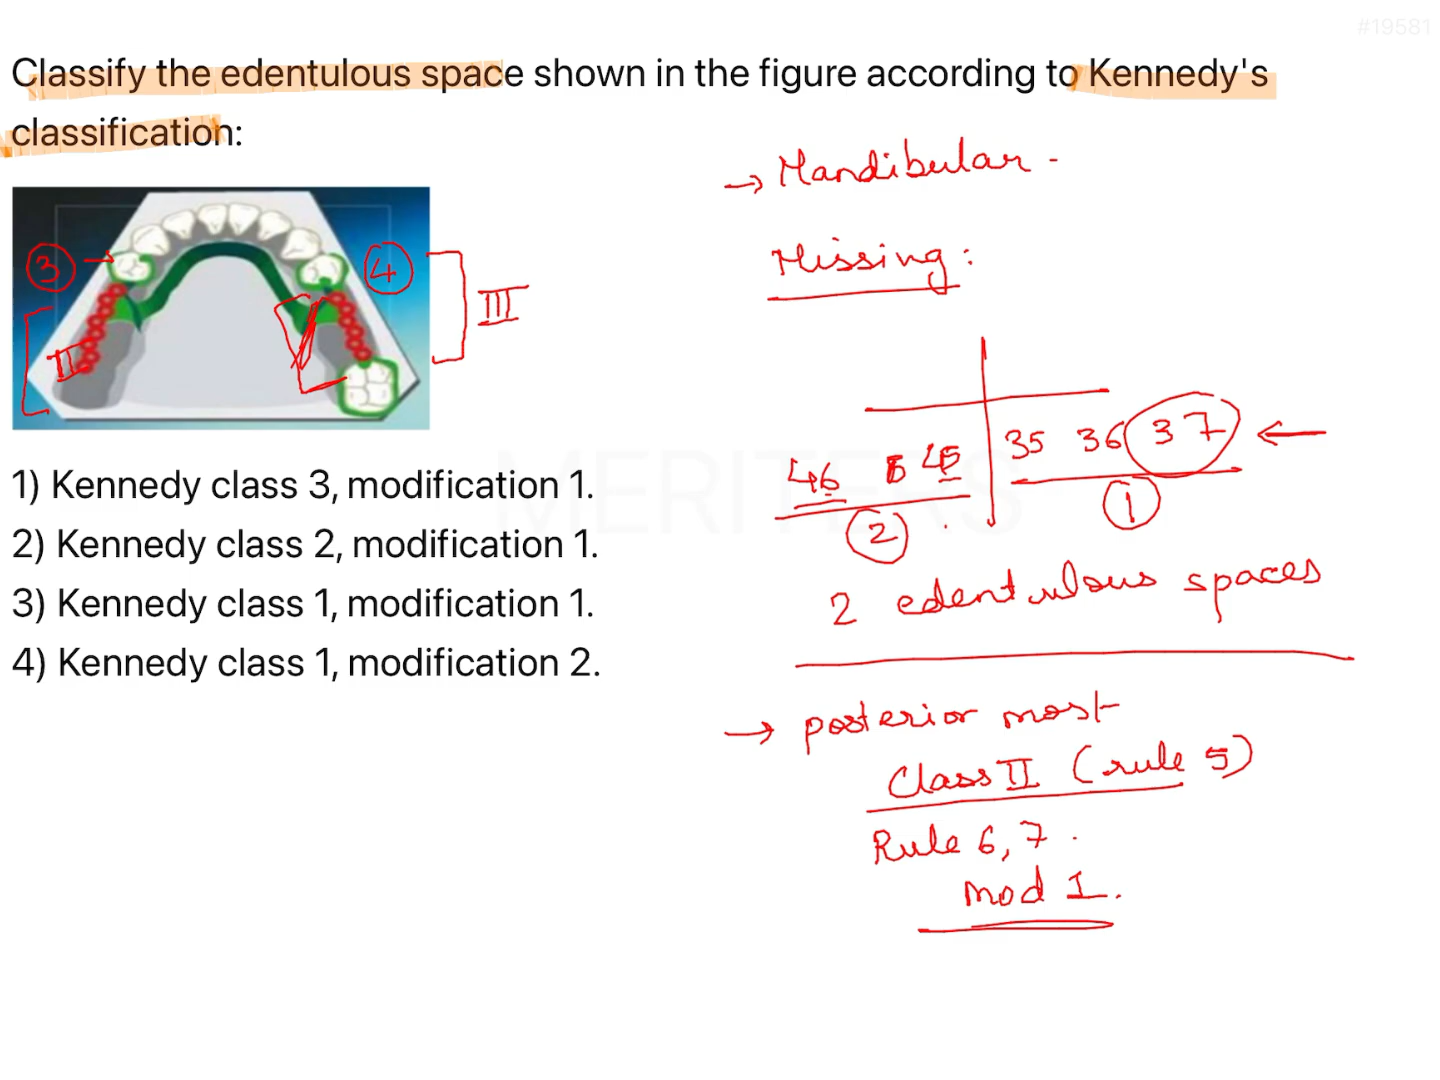 #19581
Classify the edentulous space shown in the figure according to Kennedy's
classification:
→ Mandibular -
Missing:
3
4
III
II
35 36 37
46 45
1
2
2 edentulous spaces
1) Kennedy class 3, modification 1.
2) Kennedy class 2, modification 1.
3) Kennedy class 1, modification 1.
4) Kennedy class 1, modification 2.
MERITERS
→ posterior most
Class II (rule 5)
Rule 6, 7.
mod 1.